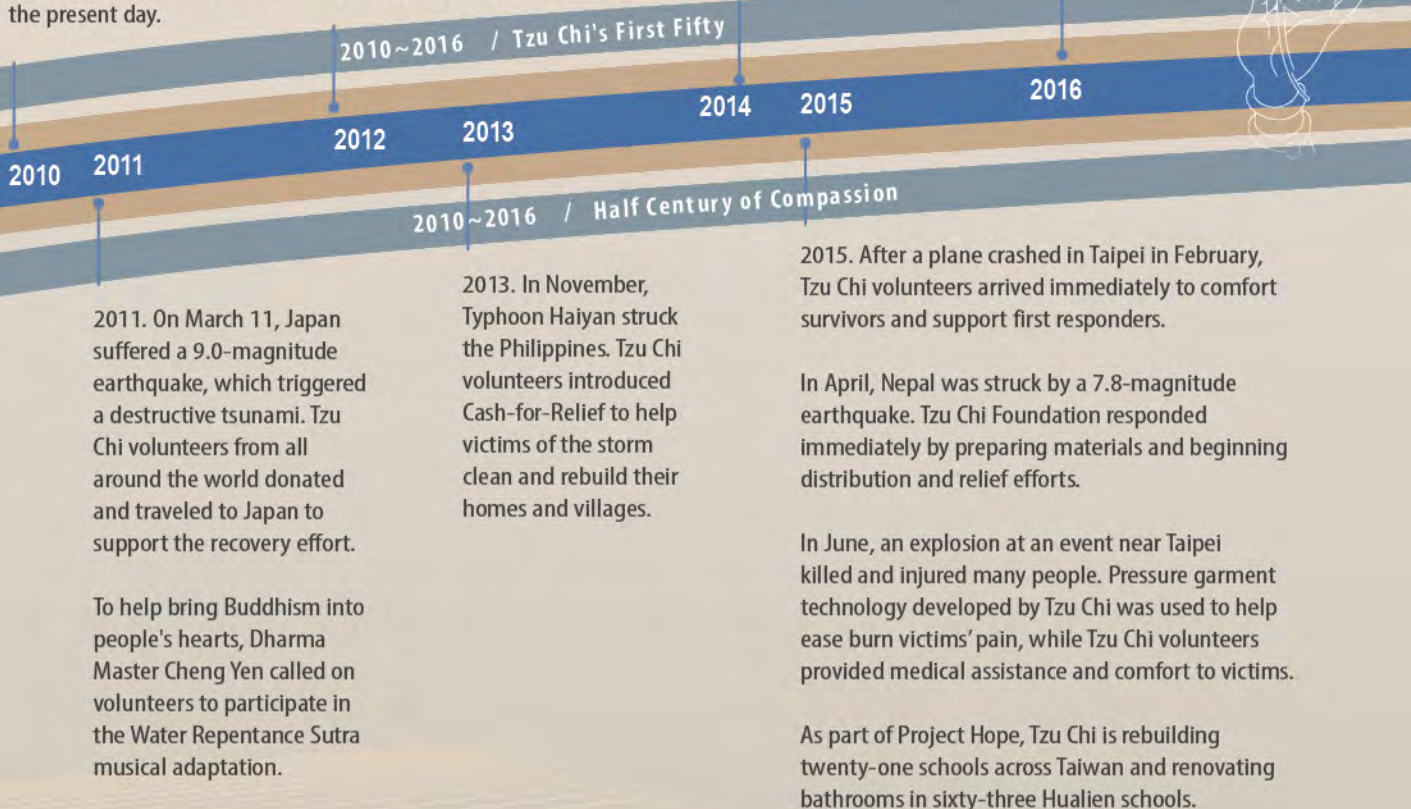 the present day.
2010~2016 / Tzu Chi's First Fifty
2010
2011
2012
2013
2014
2015
2016
2010~2016 / Half Century of Compassion
2011. On March 11, Japan
suffered a 9.0-magnitude
earthquake, which triggered
a destructive tsunami. Tzu
Chi volunteers from all
around the world donated
and traveled to Japan to
support the recovery effort.
To help bring Buddhism into
people's hearts, Dharma
Master Cheng Yen called on
volunteers to participate in
the Water Repentance Sutra
musical adaptation.
2013. In November,
Typhoon Haiyan struck
the Philippines. Tzu Chi
volunteers introduced
Cash-for-Relief to help
victims of the storm
clean and rebuild their
homes and villages.
2015. After a plane crashed in Taipei in February,
Tzu Chi volunteers arrived immediately to comfort
survivors and support first responders.
In April, Nepal was struck by a 7.8-magnitude
earthquake. Tzu Chi Foundation responded
immediately by preparing materials and beginning
distribution and relief efforts.
In June, an explosion at an event near Taipei
killed and injured many people. Pressure garment
technology developed by Tzu Chi was used to help
ease burn victims' pain, while Tzu Chi volunteers
provided medical assistance and comfort to victims.
As part of Project Hope, Tzu Chi is rebuilding
twenty-one schools across Taiwan and renovating
bathrooms in sixty-three Hualien schools.